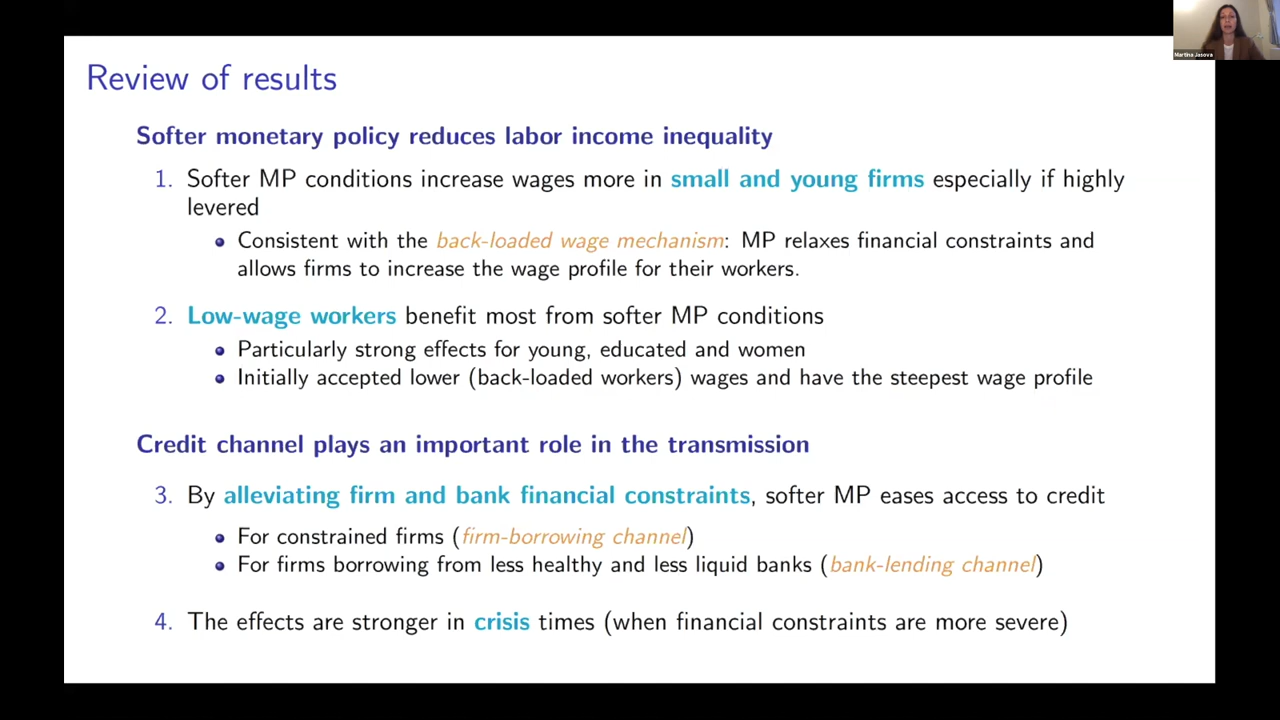 Martina Jasova
Review of results
Softer monetary policy reduces labor income inequality
1. Softer MP conditions increase wages more in small and young firms especially if highly
levered
Consistent with the back-loaded wage mechanism: MP relaxes financial constraints and
allows firms to increase the wage profile for their workers.
2. Low-wage workers benefit most from softer MP conditions
Particularly strong effects for young, educated and women
Initially accepted lower (back-loaded workers) wages and have the steepest wage profile
Credit channel plays an important role in the transmission
3. By alleviating firm and bank financial constraints, softer MP eases access to credit
For constrained firms (firm-borrowing channel)
For firms borrowing from less healthy and less liquid banks (bank-lending channel)
4. The effects are stronger in crisis times (when financial constraints are more severe)